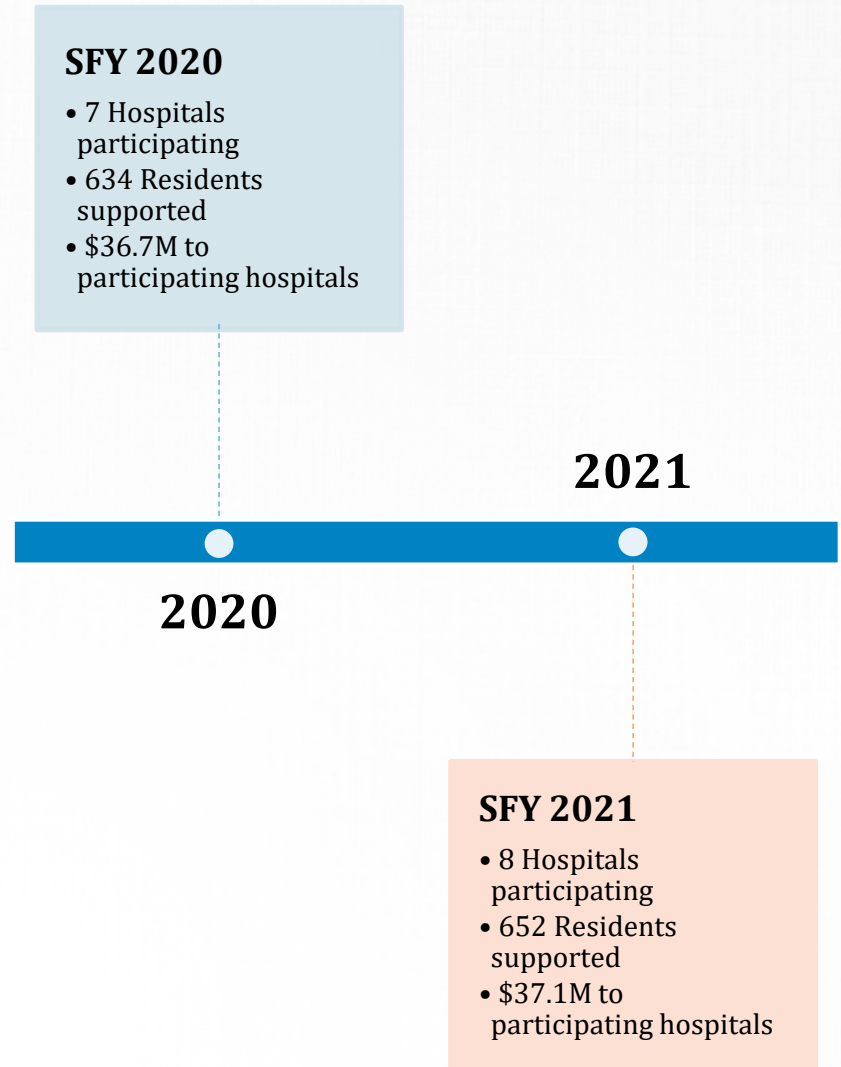 SFY 2020
• 7 Hospitals
participating
• 634 Residents
supported
• $36.7M to
participating hospitals
2021
2020
SFY 2021
• 8 Hospitals
participating
• 652 Residents
supported
• $37.1M to
participating hospitals